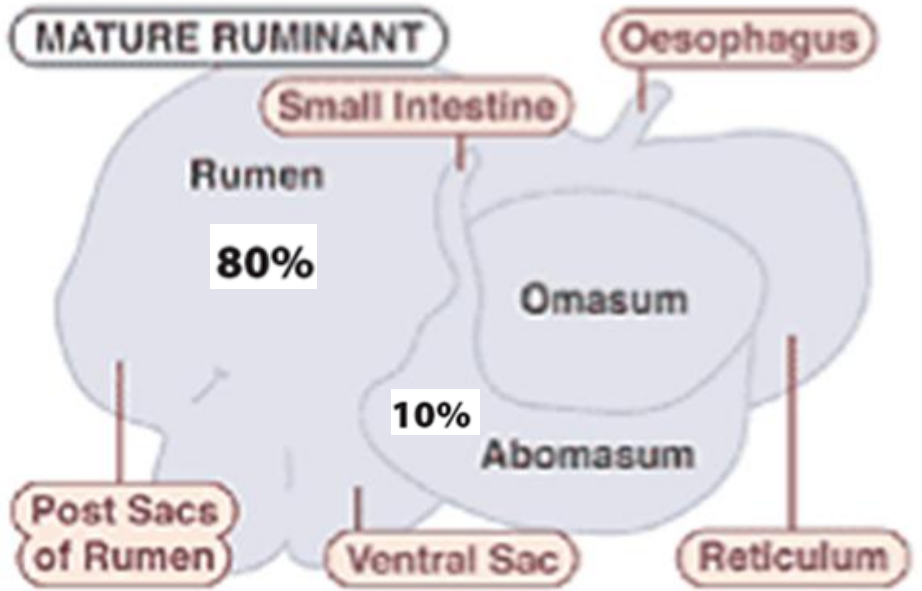 MATURE RUMINANT
Oesophagus
Small Intestine
Rumen
80%
Omasum
10%
Abomasum
Post Sacs
of Rumen
Ventral Sac
Reticulum